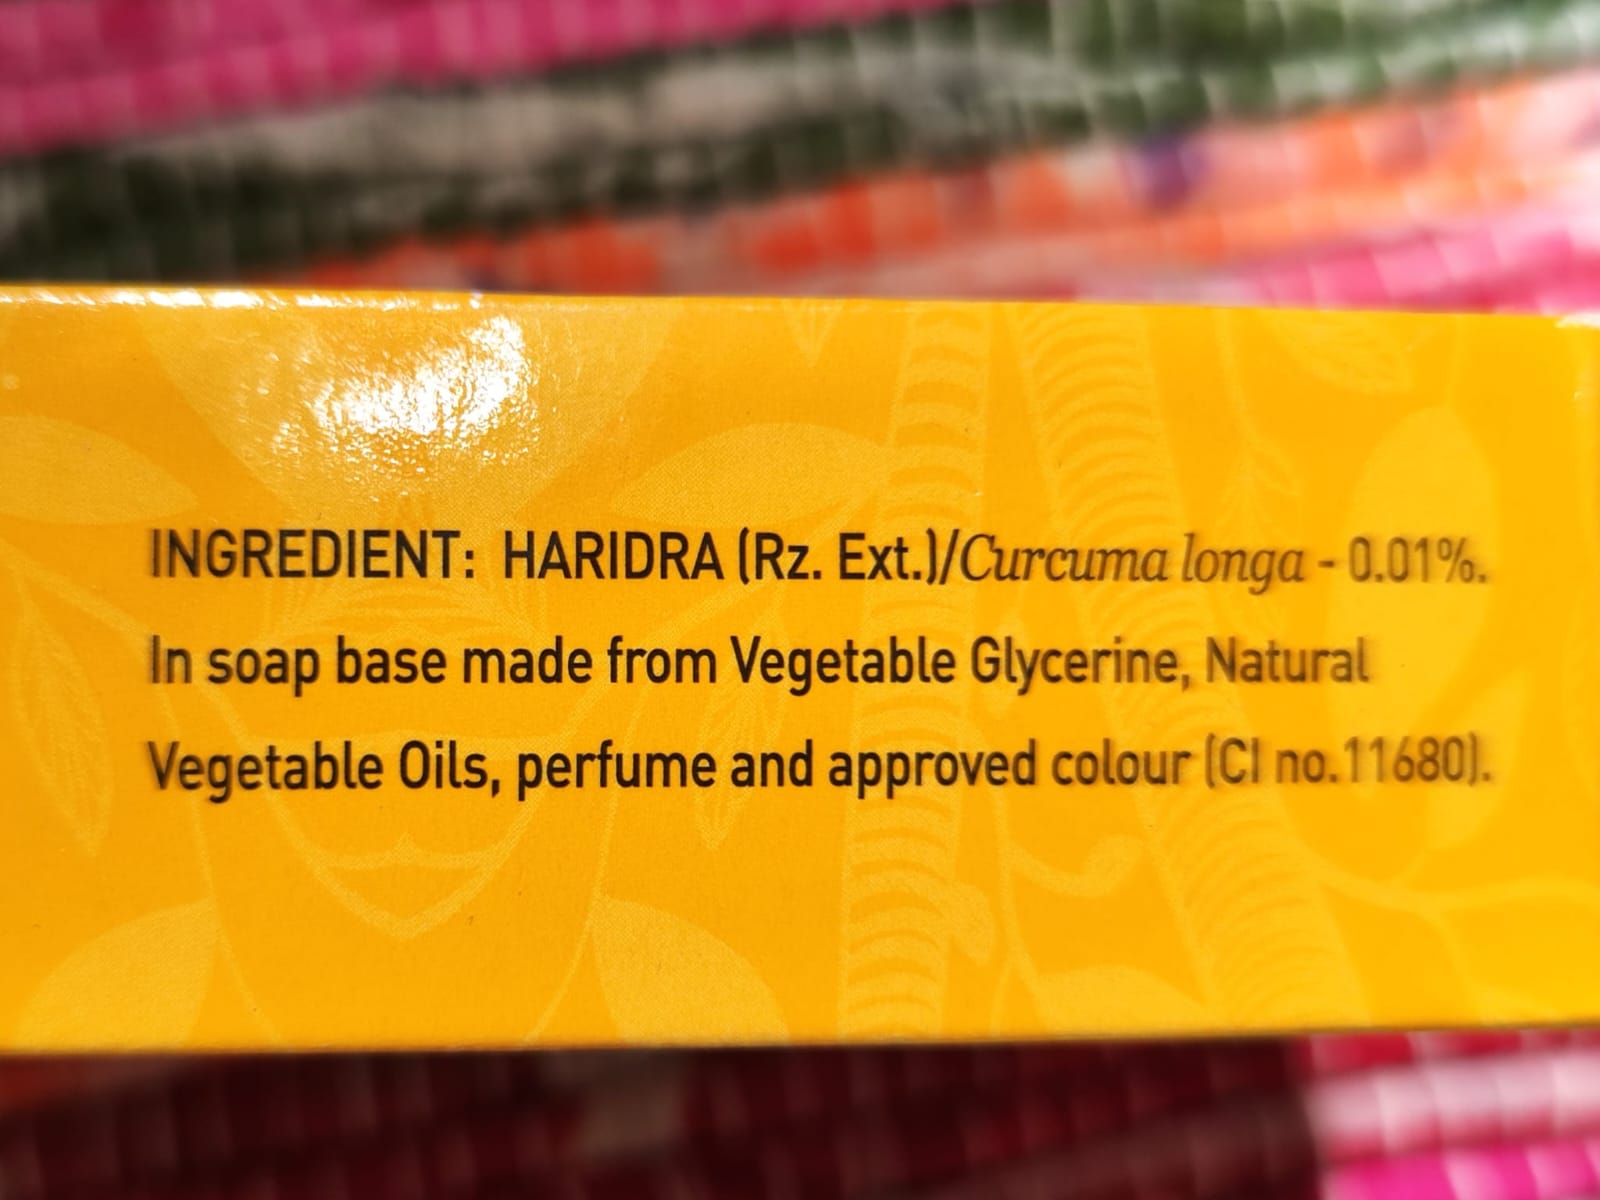 INGREDIENT: HARIDRA (Rz. Ext.)/Curcuma longa - 0.01%.
In soap base made from Vegetable Glycerine, Natural
Vegetable Oils, perfume and approved colour (CI no.11680).